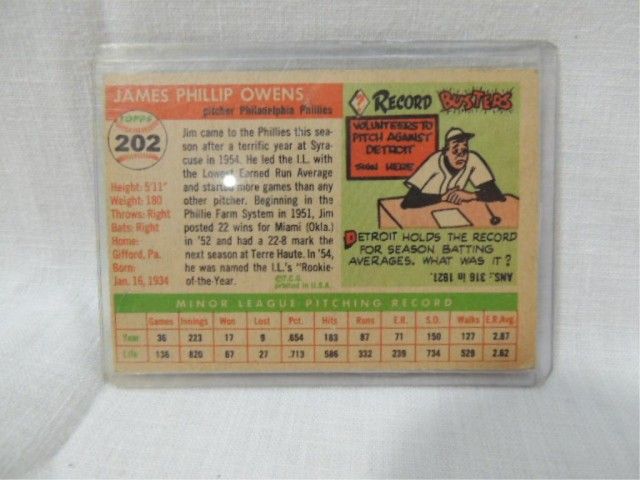 JAMES PHILLIP OWENS
pitcher Philadelphia Phillies
TOPPS
202
Height: 5'11"
Weight: 180
Throws: Right
Bats: Right
Home:
Gifford, Pa.
Born:
Jan. 16, 1934
Jim came to the Phillies this sea-
son after a terrific year at Syra-
cuse in 1954. He led the I.L. with
the Lowest Earned Run Average
and started more games than any
other pitcher. Beginning in the
Phillie Farm System in 1951, Jim
posted 22 wins for Miami (Okla.)
in '52 and had a 22-8 mark the
next season at Terre Haute. In '54,
he was named the I.L.'s "Rookie-
of-the-Year.
©T.C.G.
printed in U.S.A.
? RECORD BUSTERS
VOLUNTEERS TO
PITCH AGAINST
DETROIT
SIGN HERE
DETROIT HOLDS THE RECORD
FOR SEASON BATTING
AVERAGES. WHAT WAS IT?
ANS.: .316 in 1921.
MINOR LEAGUE PITCHING RECORD
Games Innings Won Lost Pct. Hits Runs E.R. S.O. Walks E.R.Avg.
Year 36 223 17 9 .654 183 87 71 150 127 2.87
Life 136 820 67 27 .713 586 332 239 734 529 2.62